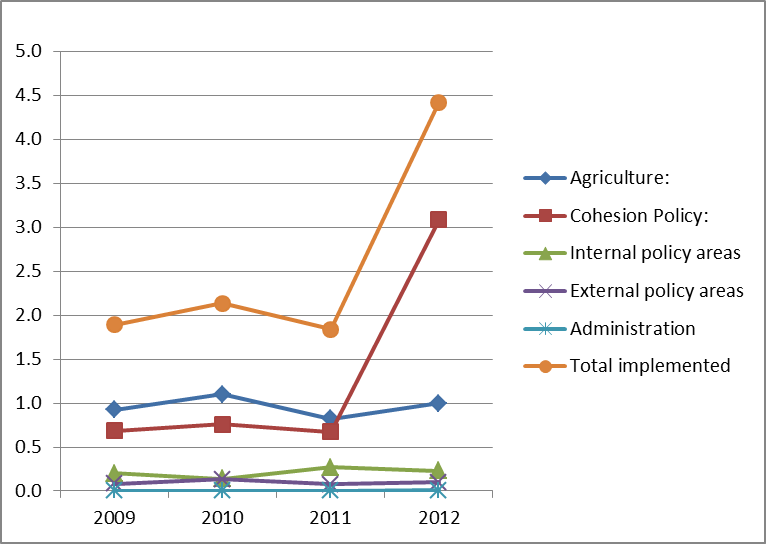 5.0
4.5
4.0
3.5
3.0
2.5
2.0
1.5
1.0
0.5
0.0
2009 2010 2011 2012
Agriculture:
Cohesion Policy:
Internal policy areas
External policy areas
Administration
Total implemented